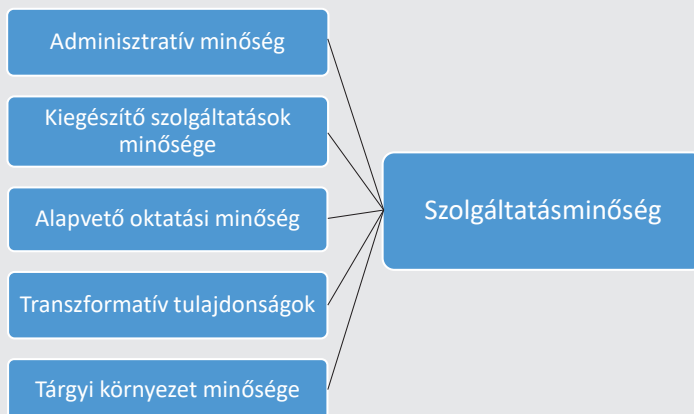 Adminisztratív minőség
Kiegészítő szolgáltatások
minősége
Alapvető oktatási minőség
Transzformatív tulajdonságok
Tárgyi környezet minősége
Szolgáltatásminőség